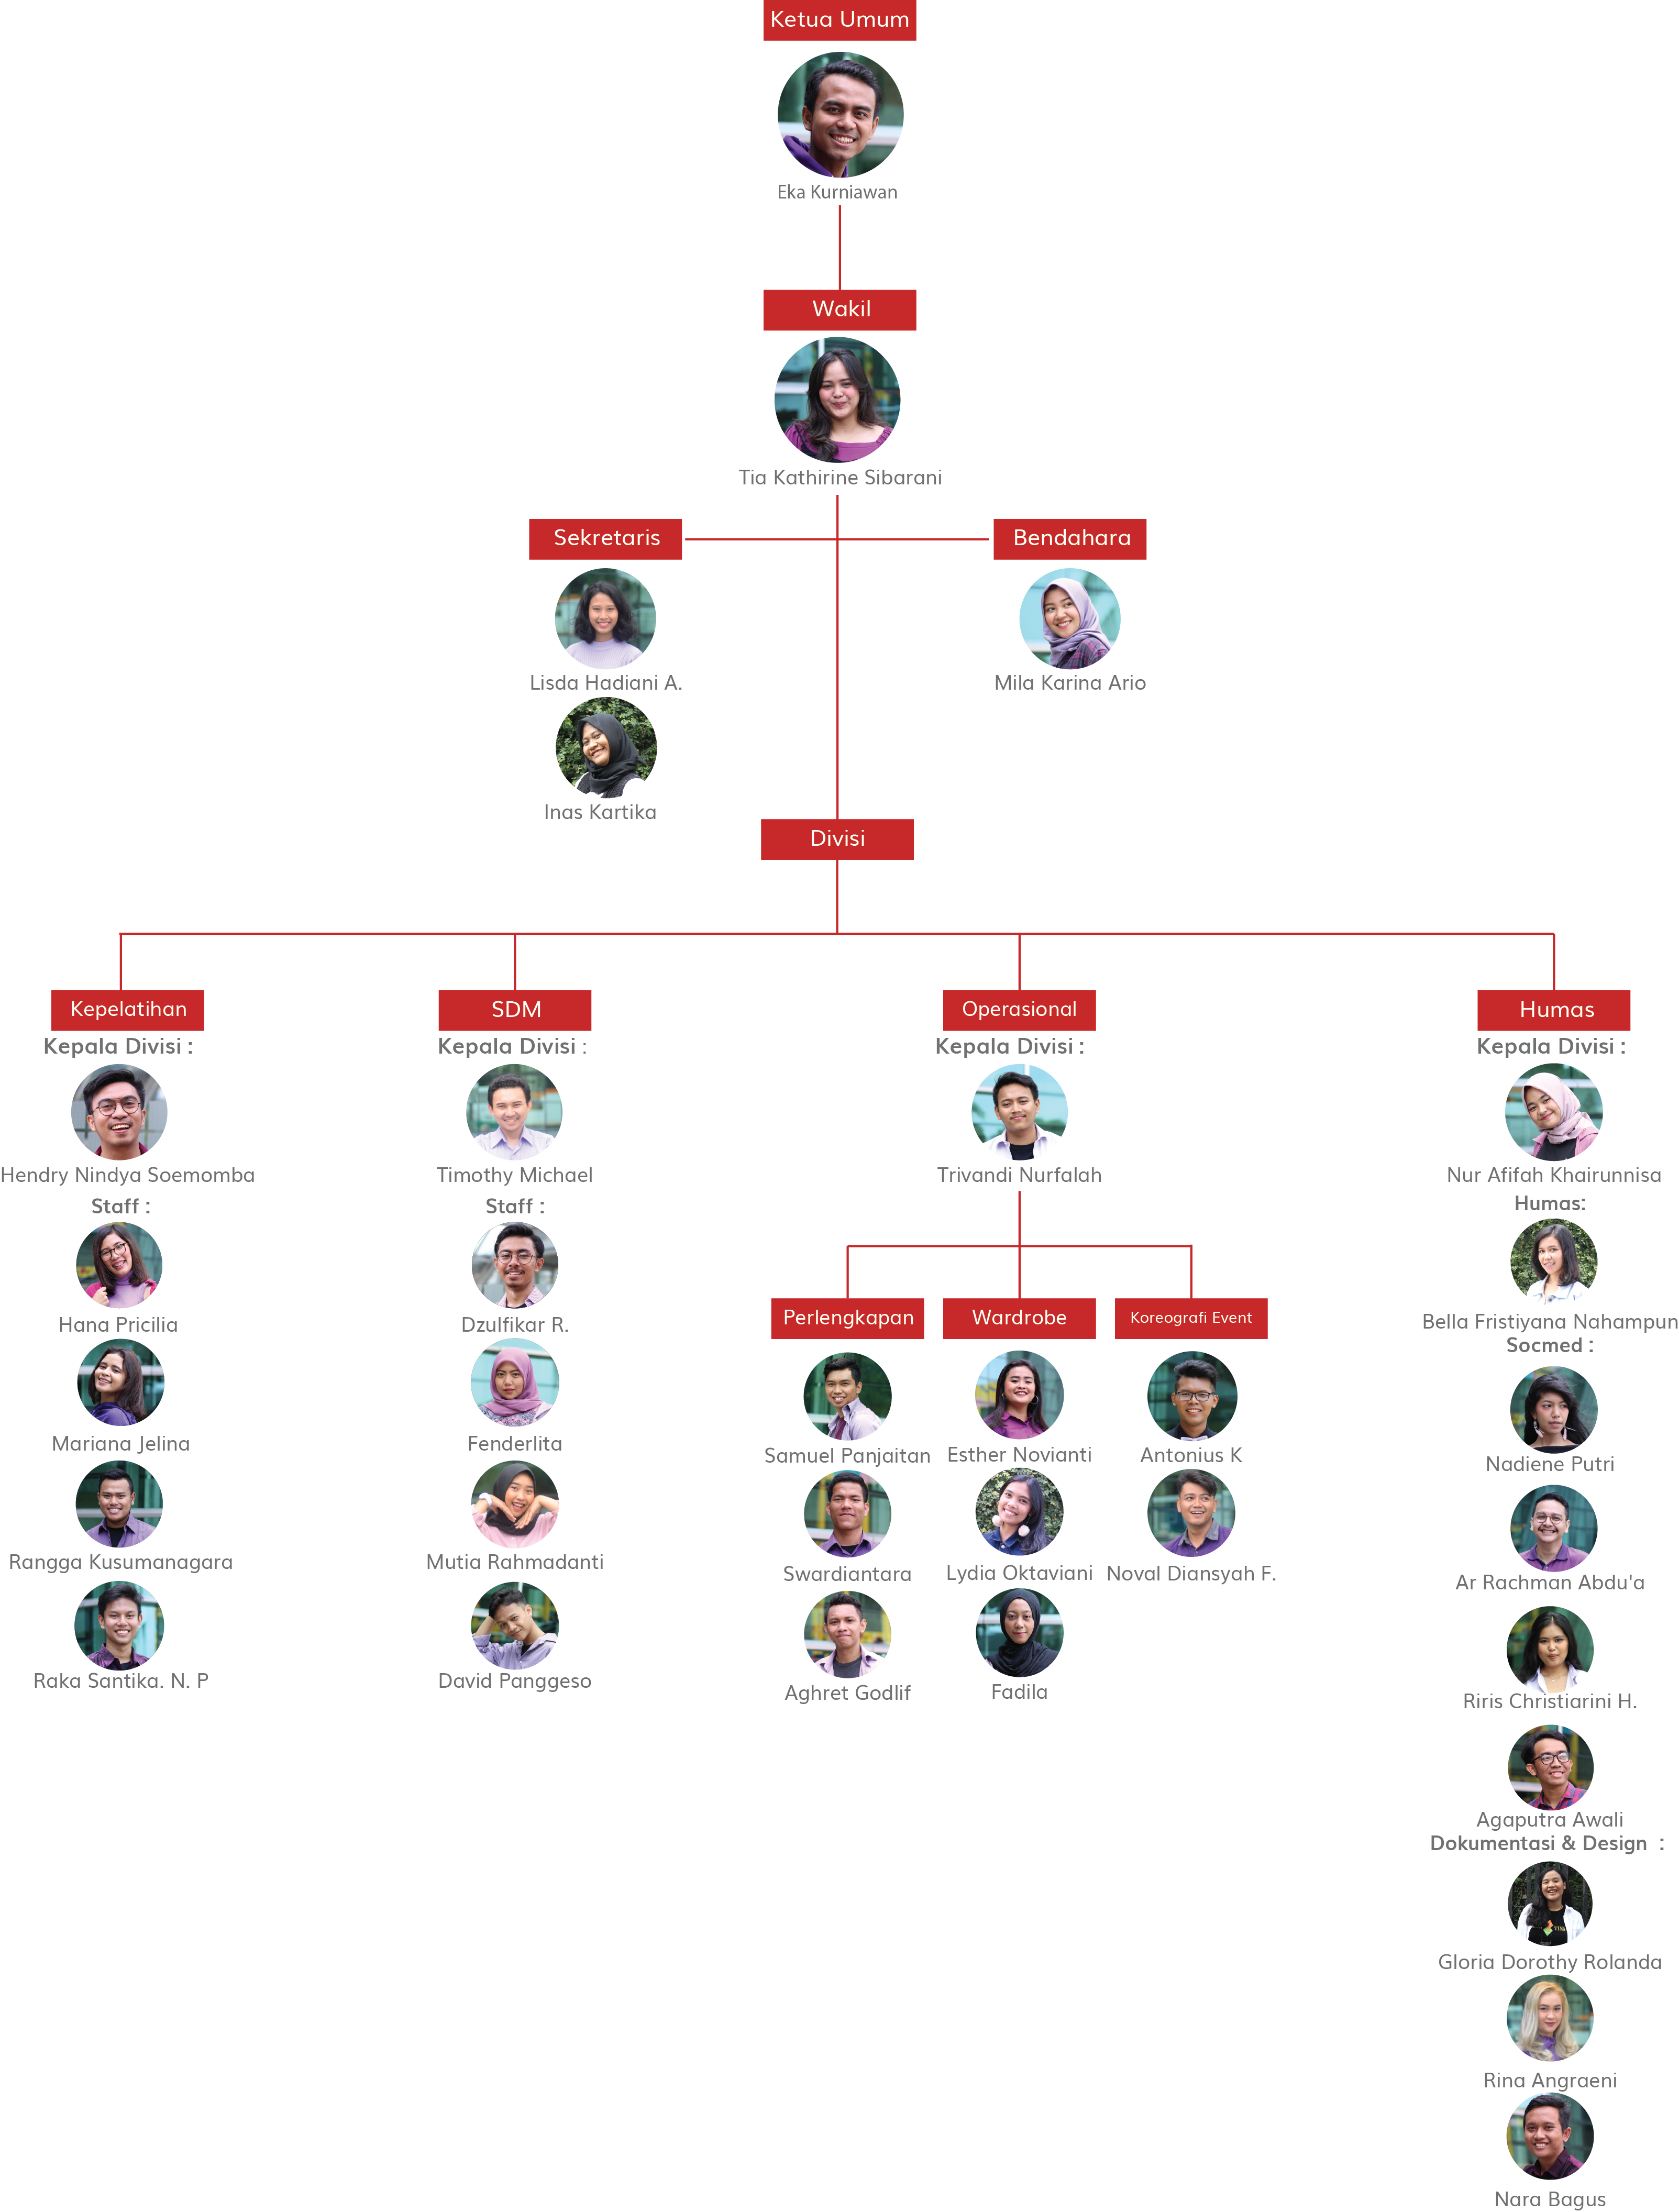 Ketua Umum
Eka Kurniawan
Wakil
Tia Kathirine Sibarani
Sekretaris
Bendahara
Lisda Hadiani A.
Mila Karina Ario
Inas Kartika
Divisi
Kepelatihan
Kepala Divisi :
Hendry Nindya Soemomba
Staff :
Hana Pricilia
Mariana Jelina
Rangga Kusumanagara
Raka Santika. N. P
SDM
Kepala Divisi :
Timothy Michael
Staff :
Dzulfikar R.
Fenderlita
Mutia Rahmadanti
David Panggeso
Operasional
Kepala Divisi :
Trivandi Nurfalah
Perlengkapan
Samuel Panjaitan
Swardiantara
Aghret Godlif
Wardrobe
Esther Novianti
Lydia Oktaviani
Fadila
Koreografi Event
Antonius K
Noval Diansyah F.
Humas
Kepala Divisi :
Nur Afifah Khairunnisa
Humas:
Bella Fristiyana Nahampun
Socmed :
Nadiene Putri
Ar Rachman Abdu'a
Riris Christiarini H.
Agaputra Awali
Dokumentasi & Design :
Gloria Dorothy Rolanda
Rina Angraeni
Nara Bagus